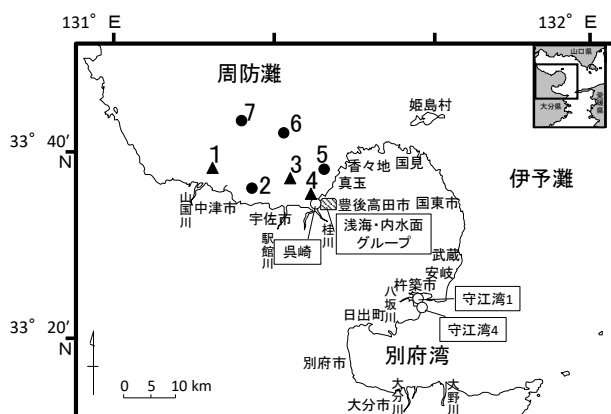 131° E
132° E
周防灘
山口県
大分県
愛媛県
姫島村
7
6
33° 40’ N
1
3
5
香々地
国見
伊予灘
2
4
真玉
山国川
中津市
宇佐市
豊後高田市
国東市
駅館川
桂川
呉崎
浅海・内水面
グループ
武蔵
安岐
杵築市
八坂川
守江湾1
日出町
守江湾4
33° 20’ N
別府湾
別府市
0 5 10 km
大分市
大分川
大野川